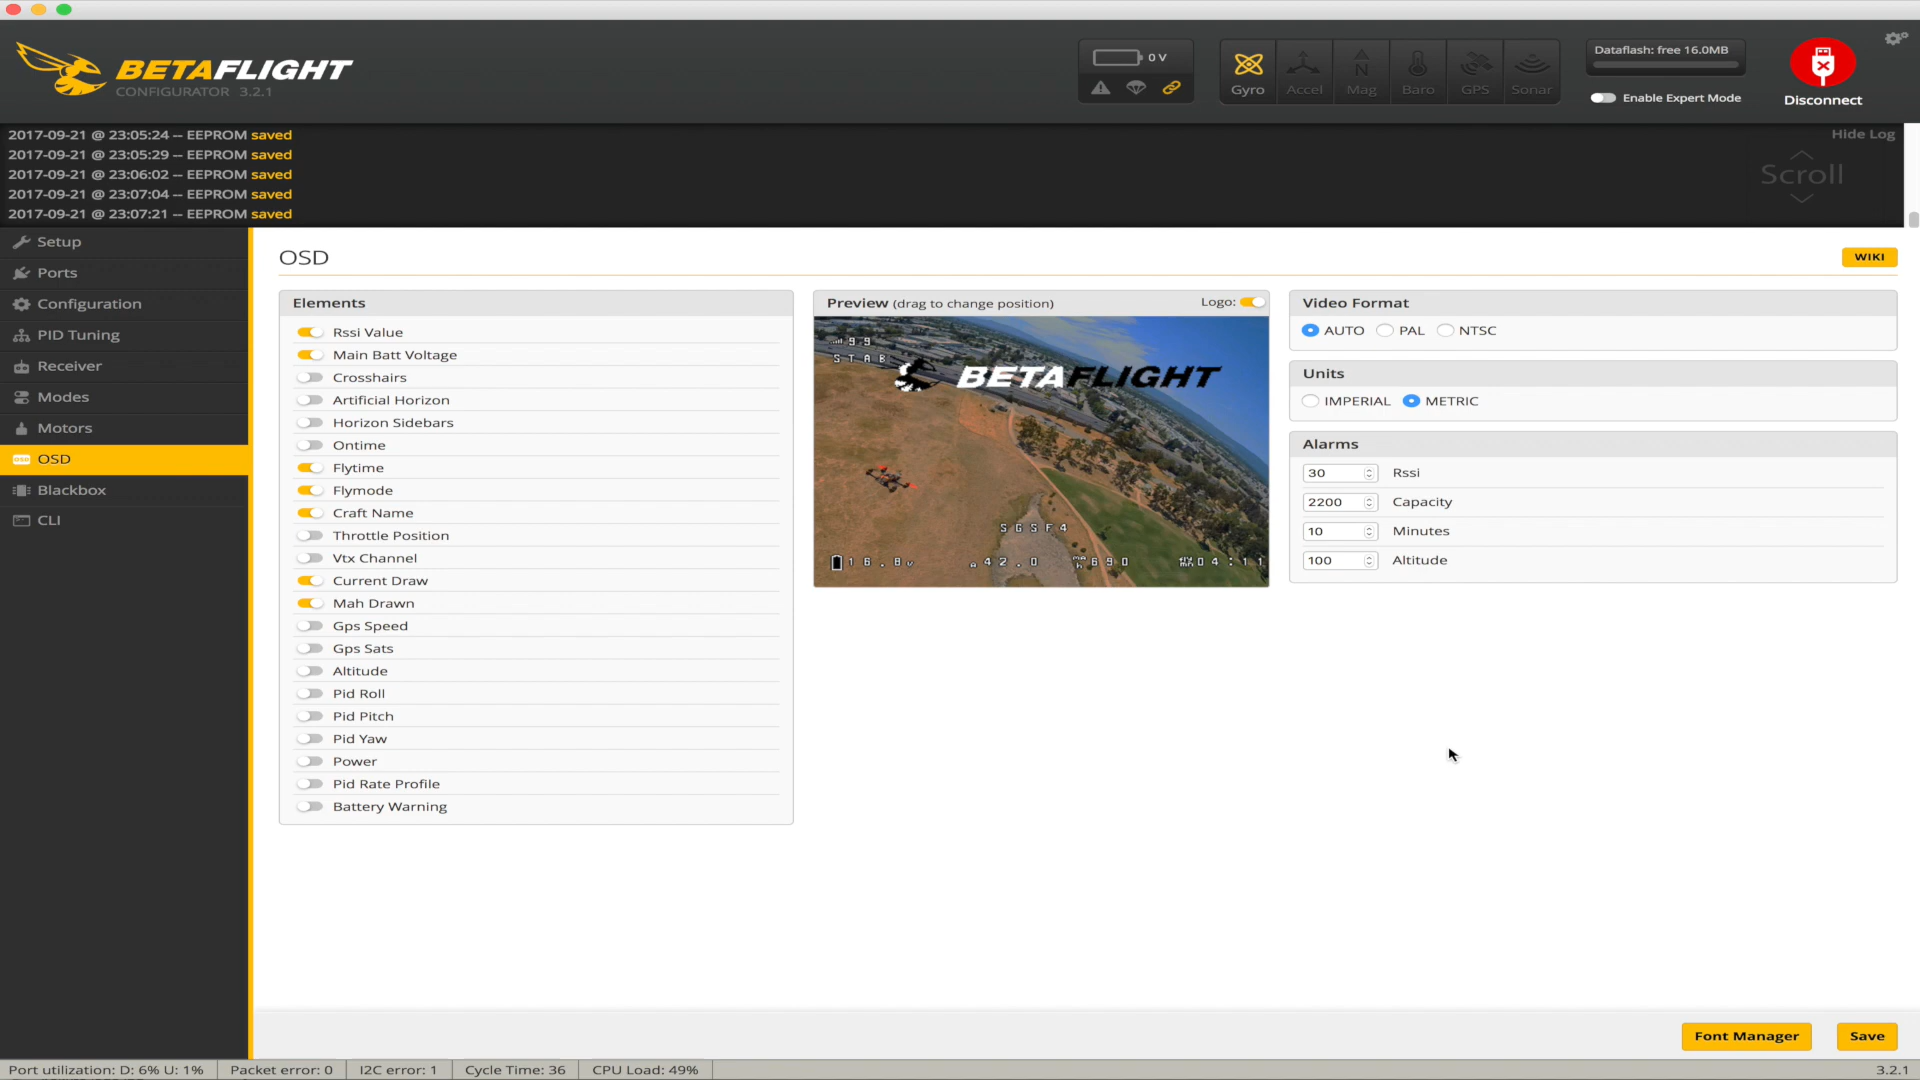 BETAFLIGHT
CONFIGURATOR 3.2.1
0 V
Gyro
Accel
Mag
Baro
GPS
Sonar
Dataflash: free 16.0MB
Enable Expert Mode
Disconnect
2017-09-21 @ 23:05:24 -- EEPROM saved
2017-09-21 @ 23:05:29 -- EEPROM saved
2017-09-21 @ 23:06:02 -- EEPROM saved
2017-09-21 @ 23:07:04 -- EEPROM saved
2017-09-21 @ 23:07:21 -- EEPROM saved
Hide Log
Scroll
Setup
Ports
Configuration
PID Tuning
Receiver
Modes
Motors
OSD
Blackbox
CLI
OSD
WIKI
Elements
Rssi Value
Main Batt Voltage
Crosshairs
Artificial Horizon
Horizon Sidebars
Ontime
Flytime
Flymode
Craft Name
Throttle Position
Vtx Channel
Current Draw
Mah Drawn
Gps Speed
Gps Sats
Altitude
Pid Roll
Pid Pitch
Pid Yaw
Power
Pid Rate Profile
Battery Warning
Preview (drag to change position)
Logo:
99
STAB
BETAFLIGHT
SGSF4
16.8V
A42.0
mAh690
04:11
Video Format
AUTO PAL NTSC
Units
IMPERIAL METRIC
Alarms
30 Rssi
2200 Capacity
10 Minutes
100 Altitude
Font Manager
Save
Port utilization: D: 6% U: 1%
Packet error: 0
I2C error: 1
Cycle Time: 36
CPU Load: 49%
3.2.1